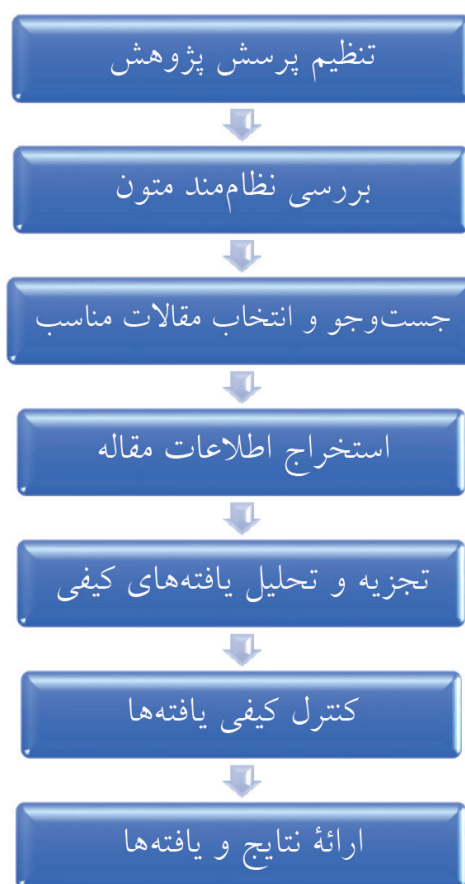 تنظیم پرسش پژوهش
بررسی نظام‌مند متون
جست‌وجو و انتخاب مقالات مناسب
استخراج اطلاعات مقاله
تجزیه و تحلیل یافته‌های کیفی
کنترل کیفی یافته‌ها
ارائۀ نتایج و یافته‌ها